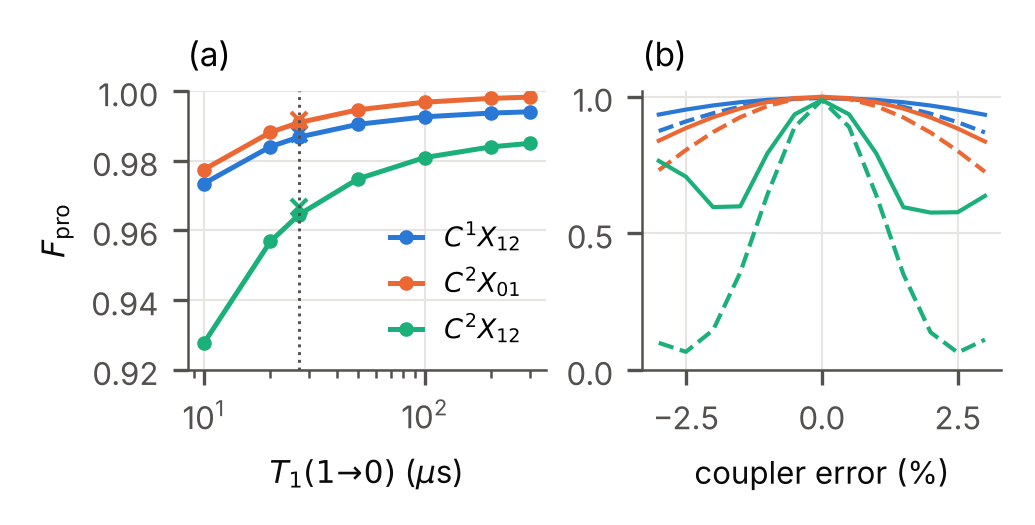 (a)
1.00
0.98
0.96
0.94
0.92
F_pro
C^1X_12
C^2X_01
C^2X_12
10^1
10^2
T_1(1→0) (μs)
(b)
1.0
0.5
0.0
−2.5
0.0
2.5
coupler error (%)